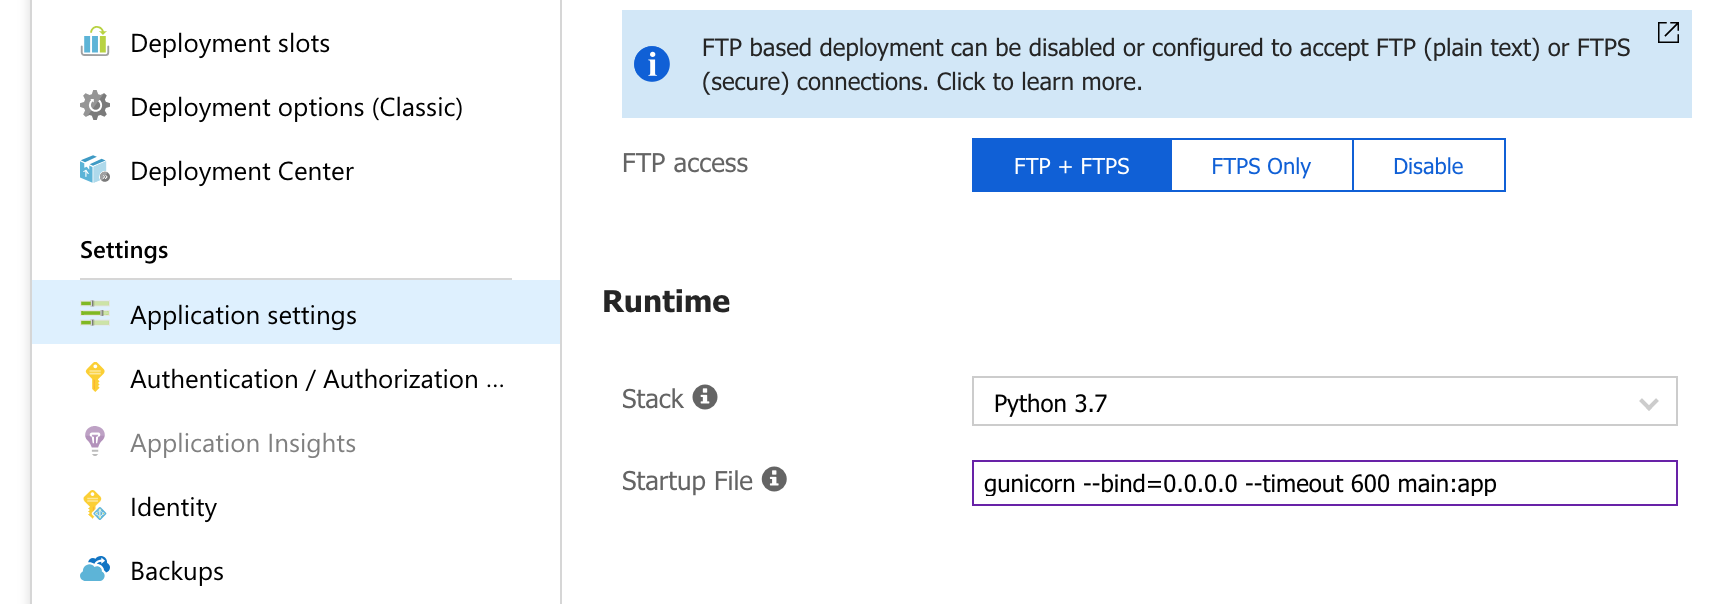 Deployment slots
Deployment options (Classic)
Deployment Center
Settings
Application settings
Authentication / Authorization ...
Application Insights
Identity
Backups
FTP based deployment can be disabled or configured to accept FTP (plain text) or FTPS
(secure) connections. Click to learn more.
FTP access
FTP + FTPS
FTPS Only
Disable
Runtime
Stack
Python 3.7
Startup File
gunicorn --bind=0.0.0.0 --timeout 600 main:app